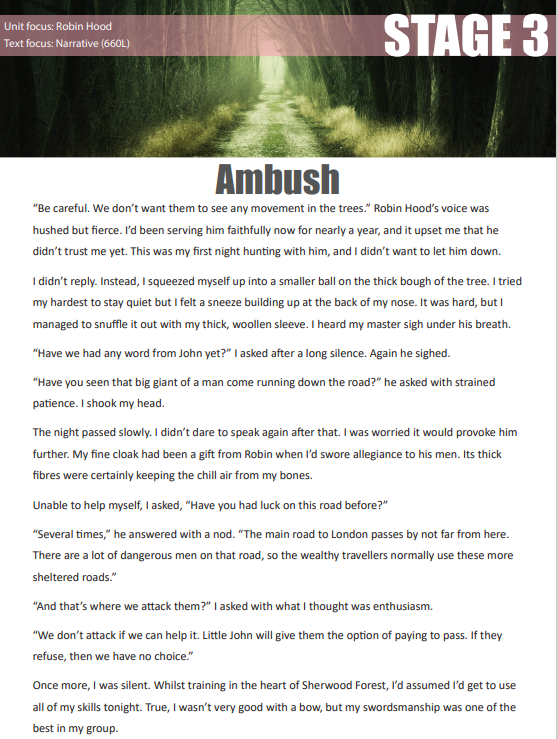 Unit focus: Robin Hood
Text focus: Narrative (660L)
STAGE 3
Ambush
“Be careful. We don’t want them to see any movement in the trees.” Robin Hood’s voice was
hushed but fierce. I’d been serving him faithfully now for nearly a year, and it upset me that he
didn’t trust me yet. This was my first night hunting with him, and I didn’t want to let him down.
I didn’t reply. Instead, I squeezed myself up into a smaller ball on the thick bough of the tree. I tried
my hardest to stay quiet but I felt a sneeze building up at the back of my nose. It was hard, but I
managed to snuffle it out with my thick, woollen sleeve. I heard my master sigh under his breath.
“Have we had any word from John yet?” I asked after a long silence. Again he sighed.
“Have you seen that big giant of a man come running down the road?” he asked with strained
patience. I shook my head.
The night passed slowly. I didn’t dare to speak again after that. I was worried it would provoke him
further. My fine cloak had been a gift from Robin when I’d swore allegiance to his men. Its thick
fibres were certainly keeping the chill air from my bones.
Unable to help myself, I asked, “Have you had luck on this road before?”
“Several times,” he answered with a nod. “The main road to London passes by not far from here.
There are a lot of dangerous men on that road, so the wealthy travellers normally use these more
sheltered roads.”
“And that’s where we attack them?” I asked with what I thought was enthusiasm.
“We don’t attack if we can help it. Little John will give them the option of paying to pass. If they
refuse, then we have no choice.”
Once more, I was silent. Whilst training in the heart of Sherwood Forest, I’d assumed I’d get to use
all of my skills tonight. True, I wasn’t very good with a bow, but my swordsmanship was one of the
best in my group.